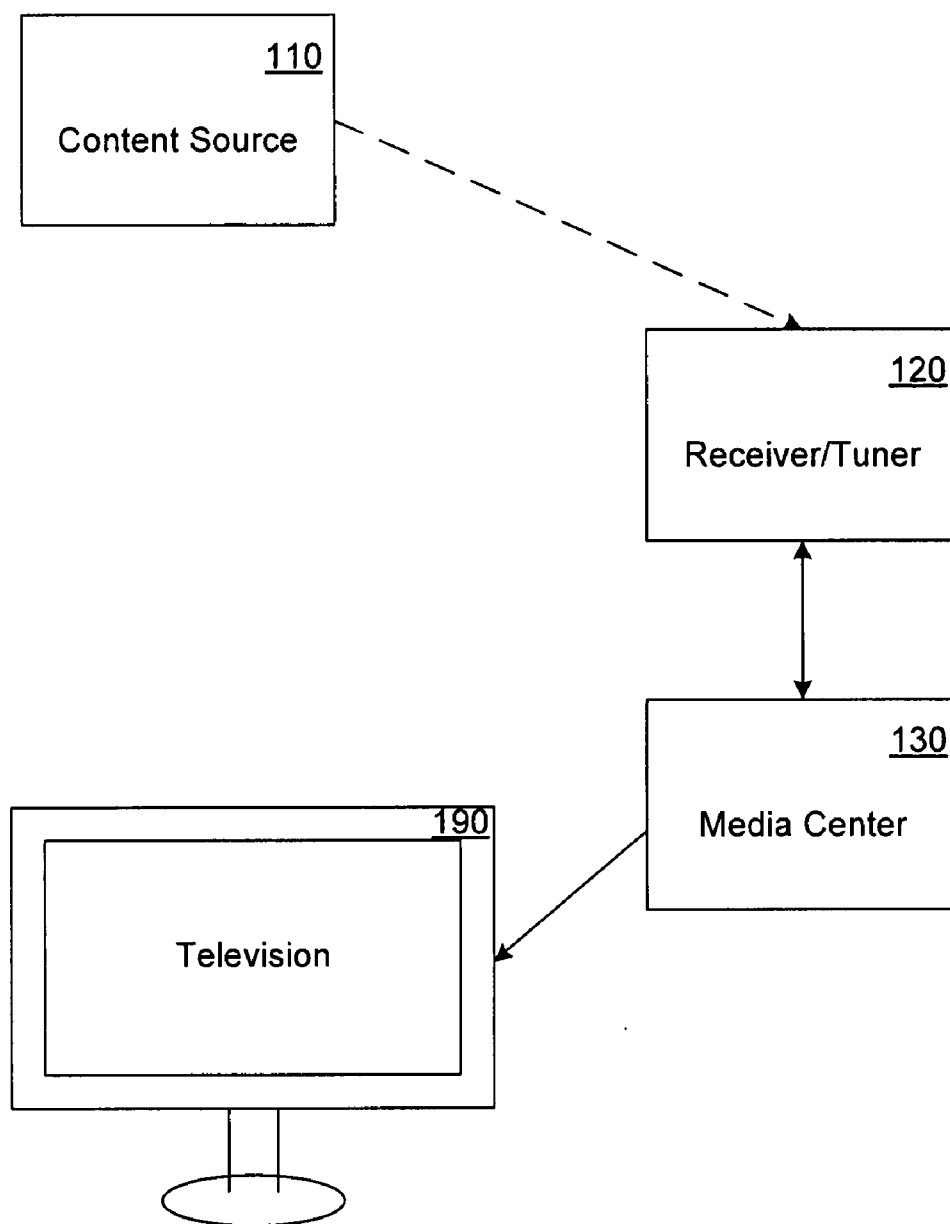 110
Content Source
120
Receiver/Tuner
130
Media Center
190
Television